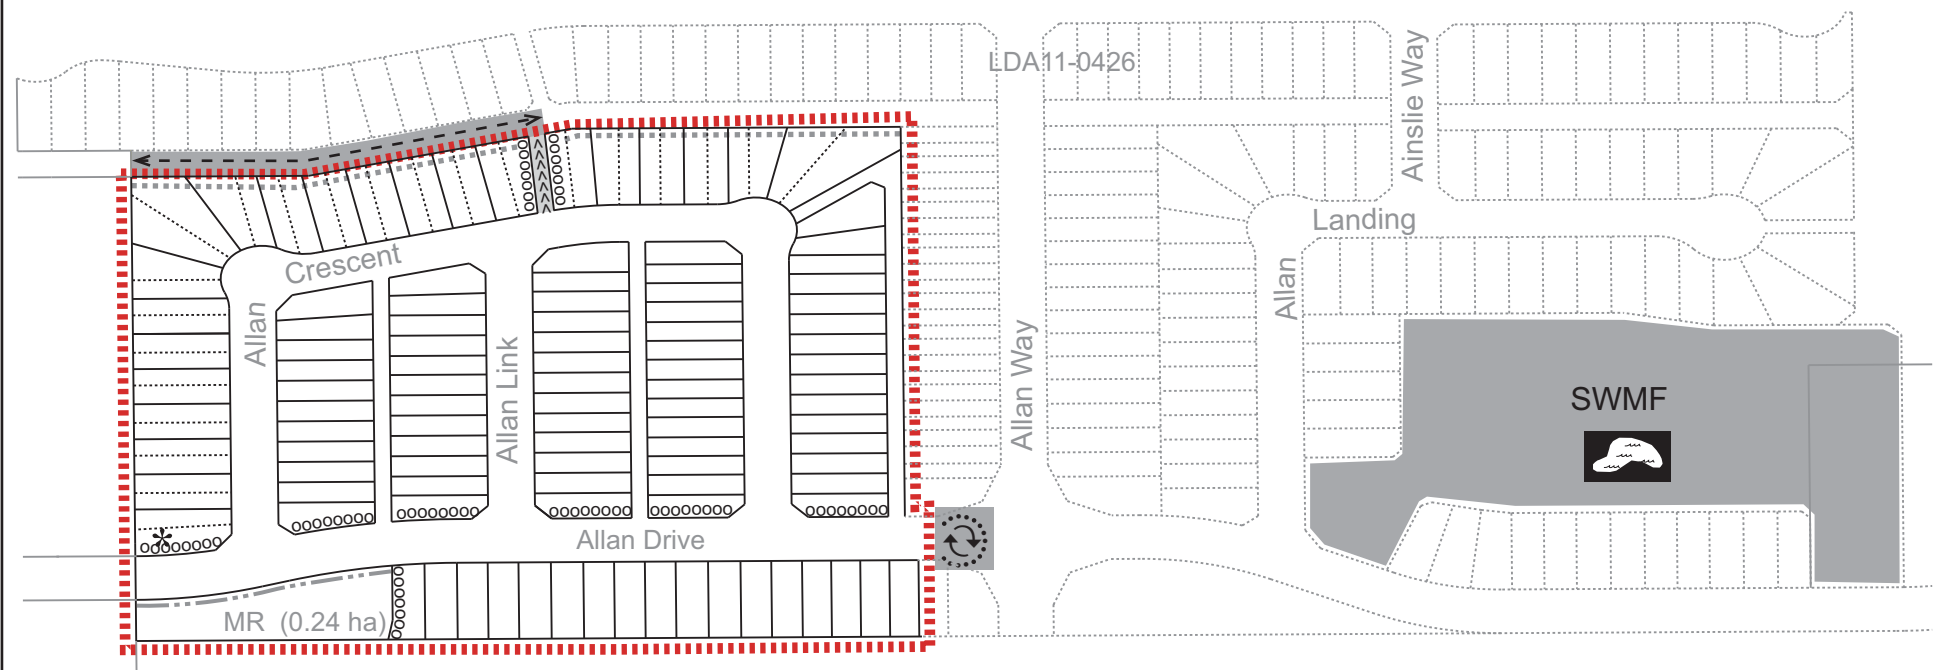 LDA11-0426
Ainslie Way
Landing
Crescent
Allan
Allan
Allan Link
Allan Way
SWMF
Allan Drive
MR (0.24 ha)